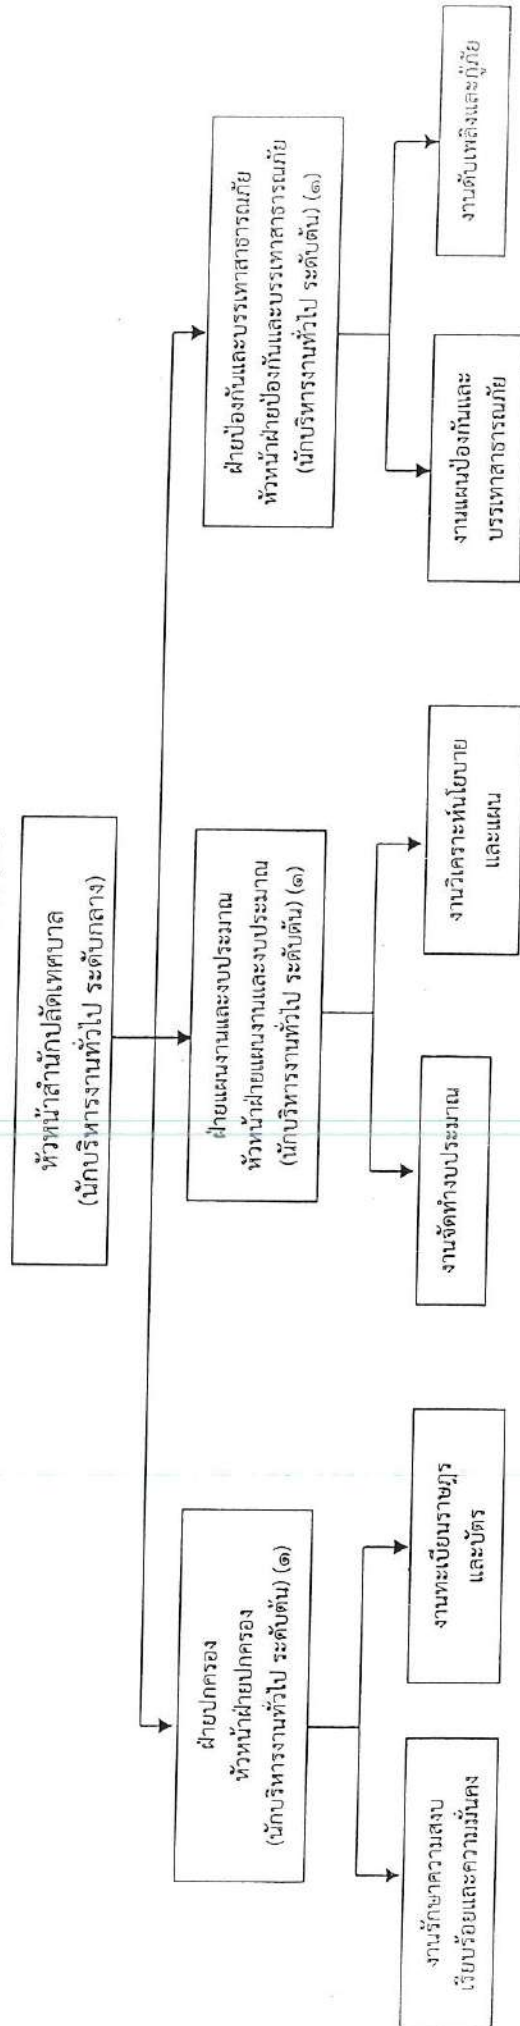 หัวหน้าสำนักปลัดเทศบาล
(นักบริหารงานทั่วไป ระดับกลาง)
ฝ่ายปกครอง
หัวหน้าฝ่ายปกครอง
(นักบริหารงานทั่วไป ระดับต้น) (๑)
ฝ่ายแผนงานและงบประมาณ
หัวหน้าฝ่ายแผนงานและงบประมาณ
(นักบริหารงานทั่วไป ระดับต้น) (๑)
ฝ่ายป้องกันและบรรเทาสาธารณภัย
หัวหน้าฝ่ายป้องกันและบรรเทาสาธารณภัย
(นักบริหารงานทั่วไป ระดับต้น) (๑)
งานรักษาความสงบ
เรียบร้อยและความมั่นคง
งานทะเบียนราษฎร
และบัตร
งานจัดทำงบประมาณ
งานวิเคราะห์นโยบาย
และแผน
งานแผนป้องกันและ
บรรเทาสาธารณภัย
งานดับเพลิงและกู้ภัย